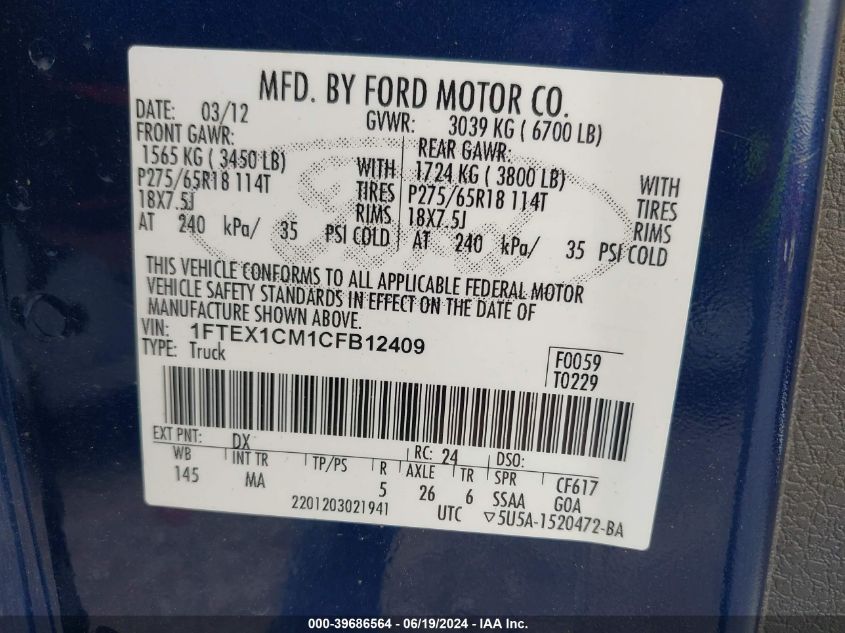 MFD. BY FORD MOTOR CO.
DATE: 03/12 GVWR: 3039 KG ( 6700 LB)
FRONT GAWR: REAR GAWR:
1565 KG ( 3450 LB) WITH 1724 KG ( 3800 LB) WITH
P275/65R18 114T TIRES P275/65R18 114T TIRES
18X7.5J RIMS 18X7.5J RIMS
AT 240 kPa/ 35 PSI COLD AT 240 kPa/ 35 PSI COLD
THIS VEHICLE CONFORMS TO ALL APPLICABLE FEDERAL MOTOR
VEHICLE SAFETY STANDARDS IN EFFECT ON THE DATE OF
MANUFACTURE SHOWN ABOVE.
VIN: 1FTEX1CM1CFB12409
TYPE: Truck
F0059
T0229
EXT PNT: DX RC: 24 DSO:
WB INT TR TP/PS R AXLE TR SPR CF617
145 MA 5 26 6 SSAA GOA
2201203021941 UTC ▽5U5A-1520472-BA
000-39686564 / 06/19/2024 - IAA Inc.